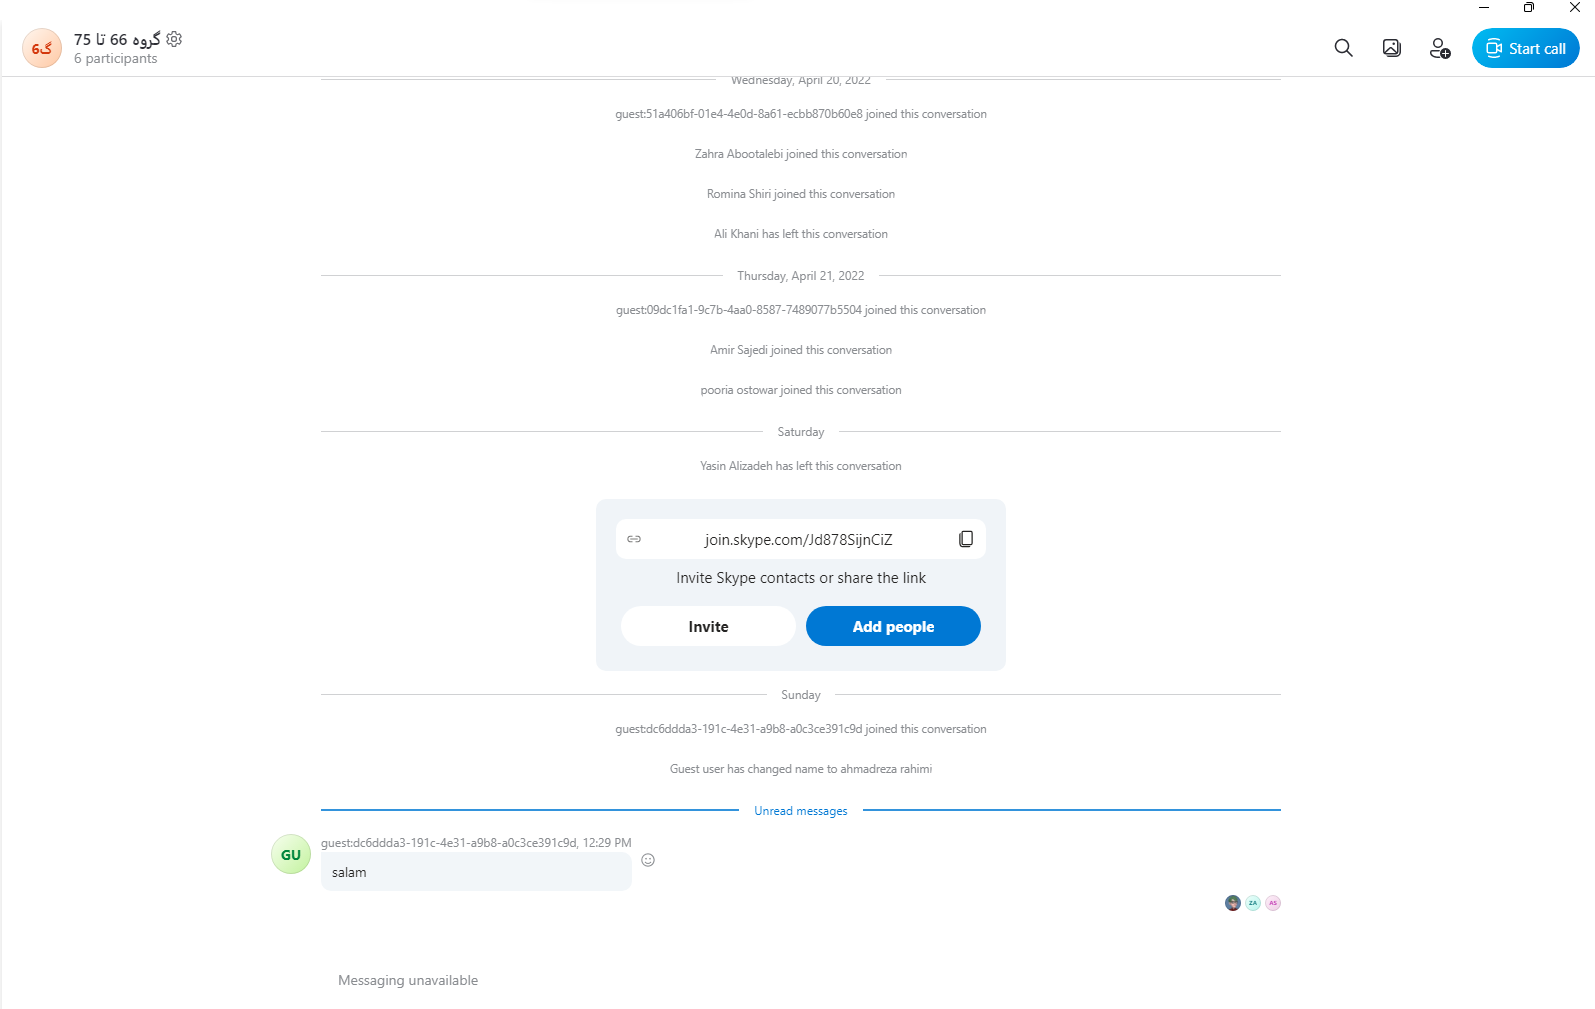 گ6
گروه 66 تا 75
6 participants
Start call
Wednesday, April 20, 2022
guest:51a406bf-01e4-4e0d-8a61-ecbb870b60e8 joined this conversation
Zahra Abootalebi joined this conversation
Romina Shiri joined this conversation
Ali Khani has left this conversation
Thursday, April 21, 2022
guest:09dc1fa1-9c7b-4aa0-8587-7489077b5504 joined this conversation
Amir Sajedi joined this conversation
pooria ostowar joined this conversation
Saturday
Yasin Alizadeh has left this conversation
join.skype.com/Jd878SijnCiZ
Invite Skype contacts or share the link
Invite
Add people
Sunday
guest:dc6ddda3-191c-4e31-a9b8-a0c3ce391c9d joined this conversation
Guest user has changed name to ahmadreza rahimi
Unread messages
guest:dc6ddda3-191c-4e31-a9b8-a0c3ce391c9d, 12:29 PM
GU
salam
ZA
AS
Messaging unavailable